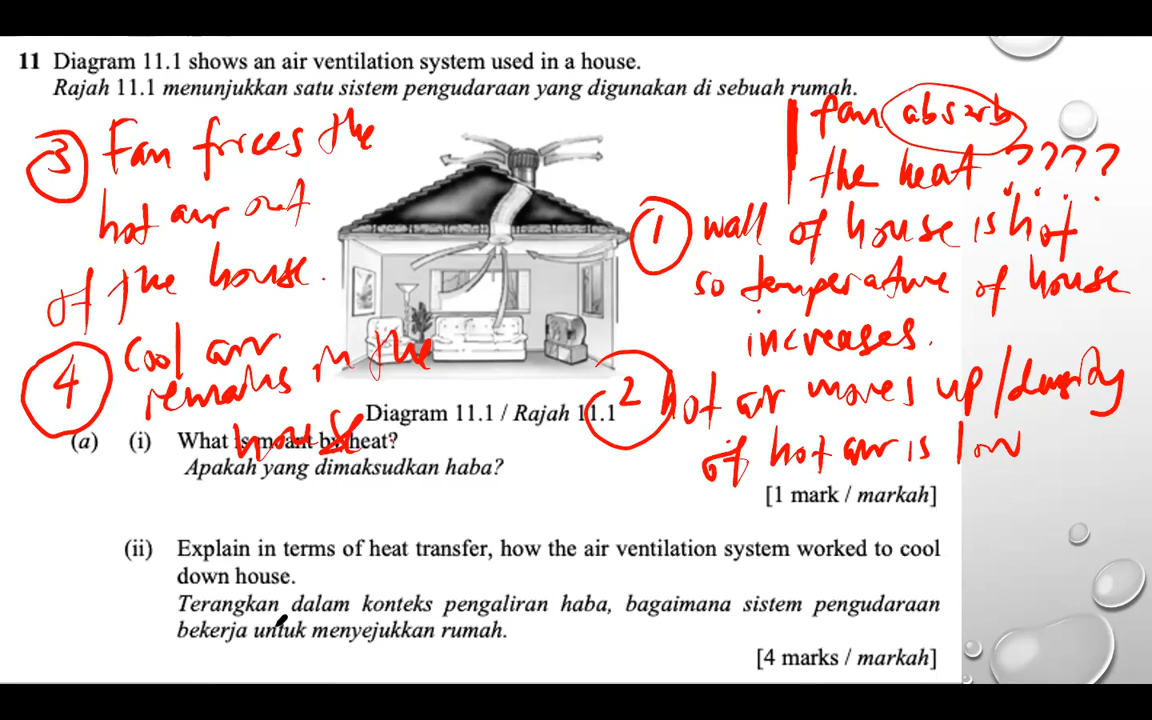 11 Diagram 11.1 shows an air ventilation system used in a house.
Rajah 11.1 menunjukkan satu sistem pengudaraan yang digunakan di sebuah rumah.
fan absorb
the heat ????
1 wall of house is hot
so temperature of house
increases.
2 hot air moves up / density
of hot air is low
3 Fan forces the
hot air out
of the house.
4 cool air
remains in the
house
Diagram 11.1 / Rajah 11.1
(a) (i) What is meant by heat?
Apakah yang dimaksudkan haba?
[1 mark / markah]
(ii) Explain in terms of heat transfer, how the air ventilation system worked to cool
down house.
Terangkan dalam konteks pengaliran haba, bagaimana sistem pengudaraan
bekerja untuk menyejukkan rumah.
[4 marks / markah]